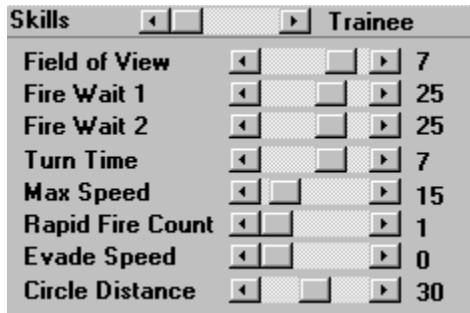 Skills Trainee
Field of View 7
Fire Wait 1 25
Fire Wait 2 25
Turn Time 7
Max Speed 15
Rapid Fire Count 1
Evade Speed 0
Circle Distance 30